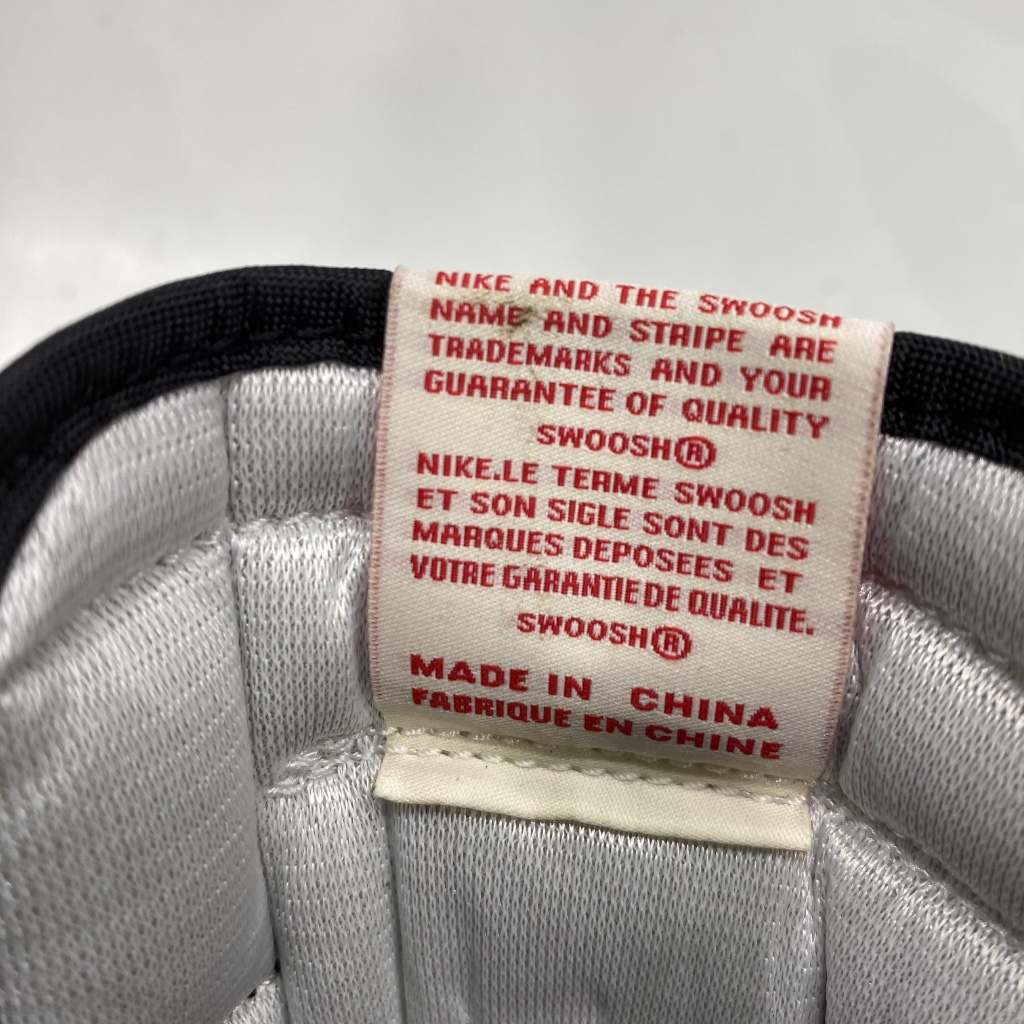 NIKE AND THE SWOOSH
NAME AND STRIPE ARE
TRADEMARKS AND YOUR
GUARANTEE OF QUALITY
SWOOSH®
NIKE.LE TERME SWOOSH
ET SON SIGLE SONT DES
MARQUES DEPOSEES ET
VOTRE GARANTIE DE QUALITE.
SWOOSH®
MADE IN CHINA
FABRIQUE EN CHINE